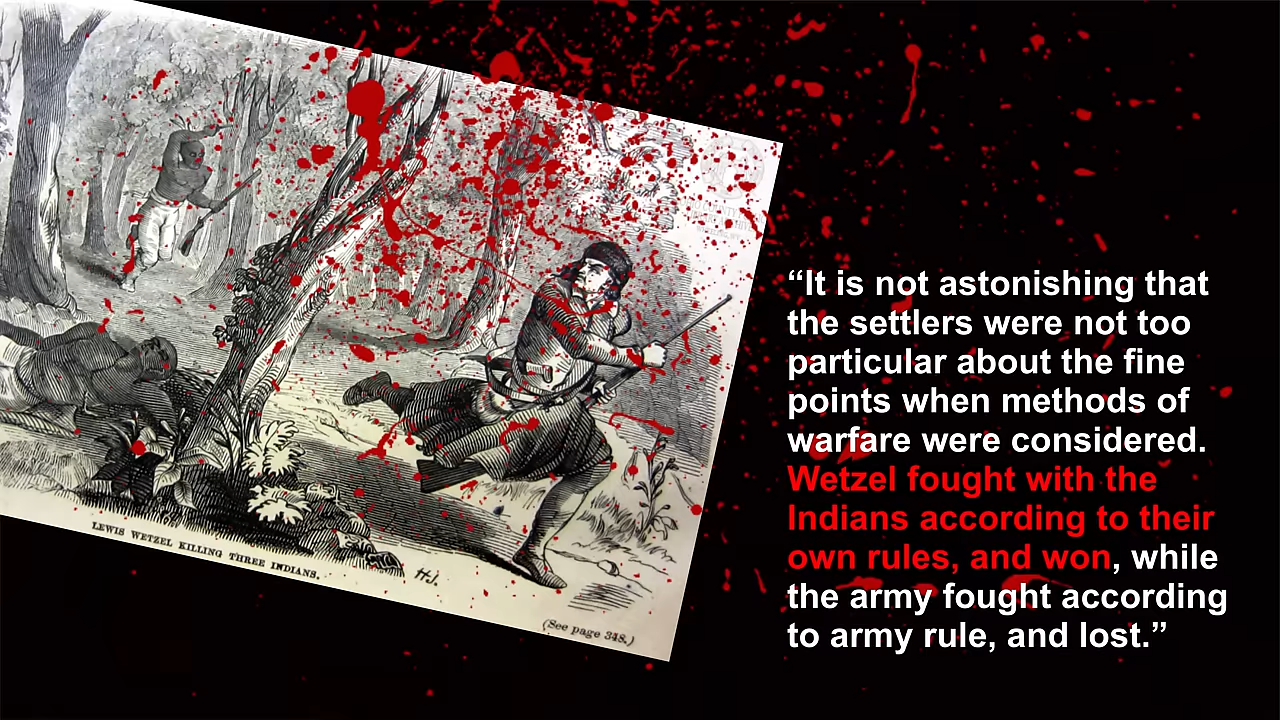 LEWIS WETZEL KILLING THREE INDIANS.
HJ.
(See page 348.)
“It is not astonishing that
the settlers were not too
particular about the fine
points when methods of
warfare were considered.
Wetzel fought with the
Indians according to their
own rules, and won, while
the army fought according
to army rule, and lost.”